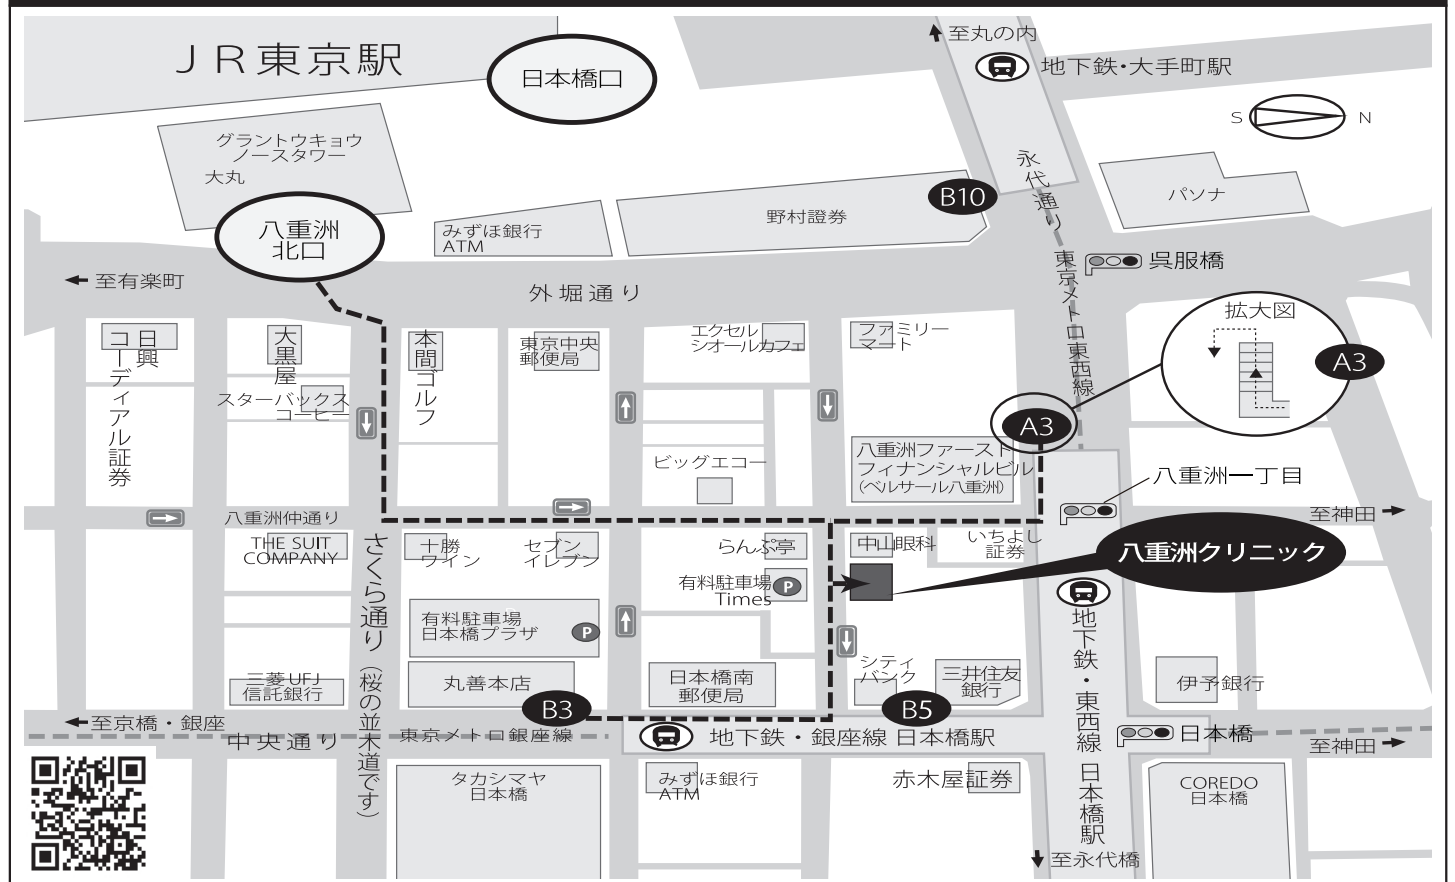 JR東京駅
日本橋口
至丸の内
地下鉄・大手町駅
S
N
グラントウキョウ
ノースタワー
大丸
八重洲
北口
みずほ銀行
ATM
野村證券
B10
永代通り
パソナ
至有楽町
外堀通り
東京メトロ東西線
呉服橋
日興
コーディアル証券
大黒屋
スターバックス
コーヒー
本間ゴルフ
東京中央
郵便局
エクセル
シオールカフェ
ファミリー
マート
拡大図
A3
A3
八重洲ファースト
フィナンシャルビル
(ベルサール八重洲)
ビッグエコー
八重洲一丁目
至神田
八重洲仲通り
THE SUIT
COMPANY
さくら通り(桜の並木道です)
十勝
ワイン
セブン
イレブン
らんぷ亭
中山眼科
いちよし
証券
八重洲クリニック
有料駐車場
Times
P
有料駐車場
日本橋プラザ
P
地下鉄・東西線 日本橋駅
三菱UFJ
信託銀行
丸善本店
日本橋南
郵便局
シティ
バンク
三井住友
銀行
伊予銀行
B3
B5
至京橋・銀座
中央通り
東京メトロ銀座線
地下鉄・銀座線 日本橋駅
日本橋
至神田
タカシマヤ
日本橋
みずほ銀行
ATM
赤木屋証券
COREDO
日本橋
至永代橋